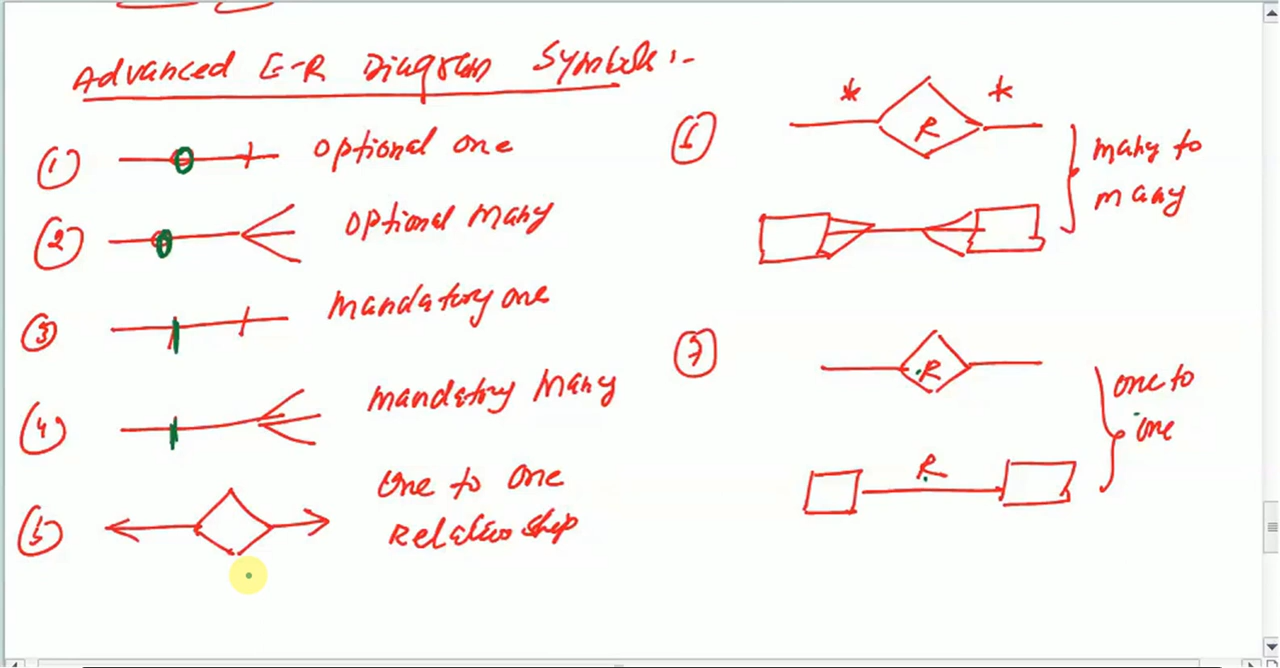 Advanced E-R Diagram Symbols:-
① optional one
② optional many
③ mandatory one
④ mandatory many
⑤ one to one
Relationship
⑥ * R * many to
many
⑦ R one to
one
R